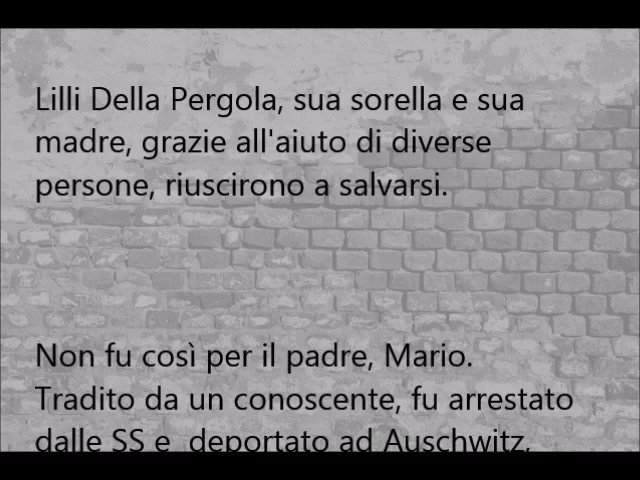 Lilli Della Pergola, sua sorella e sua
madre, grazie all'aiuto di diverse
persone, riuscirono a salvarsi.
Non fu così per il padre, Mario.
Tradito da un conoscente, fu arrestato
dalle SS e  deportato ad Auschwitz,